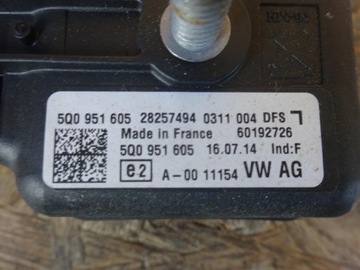 5Q0 951 605 28257494 0311 004 DFS
Made in France 60192726
5Q0 951 605 16.07.14 Ind:F
e2 A-00 11154 VW AG